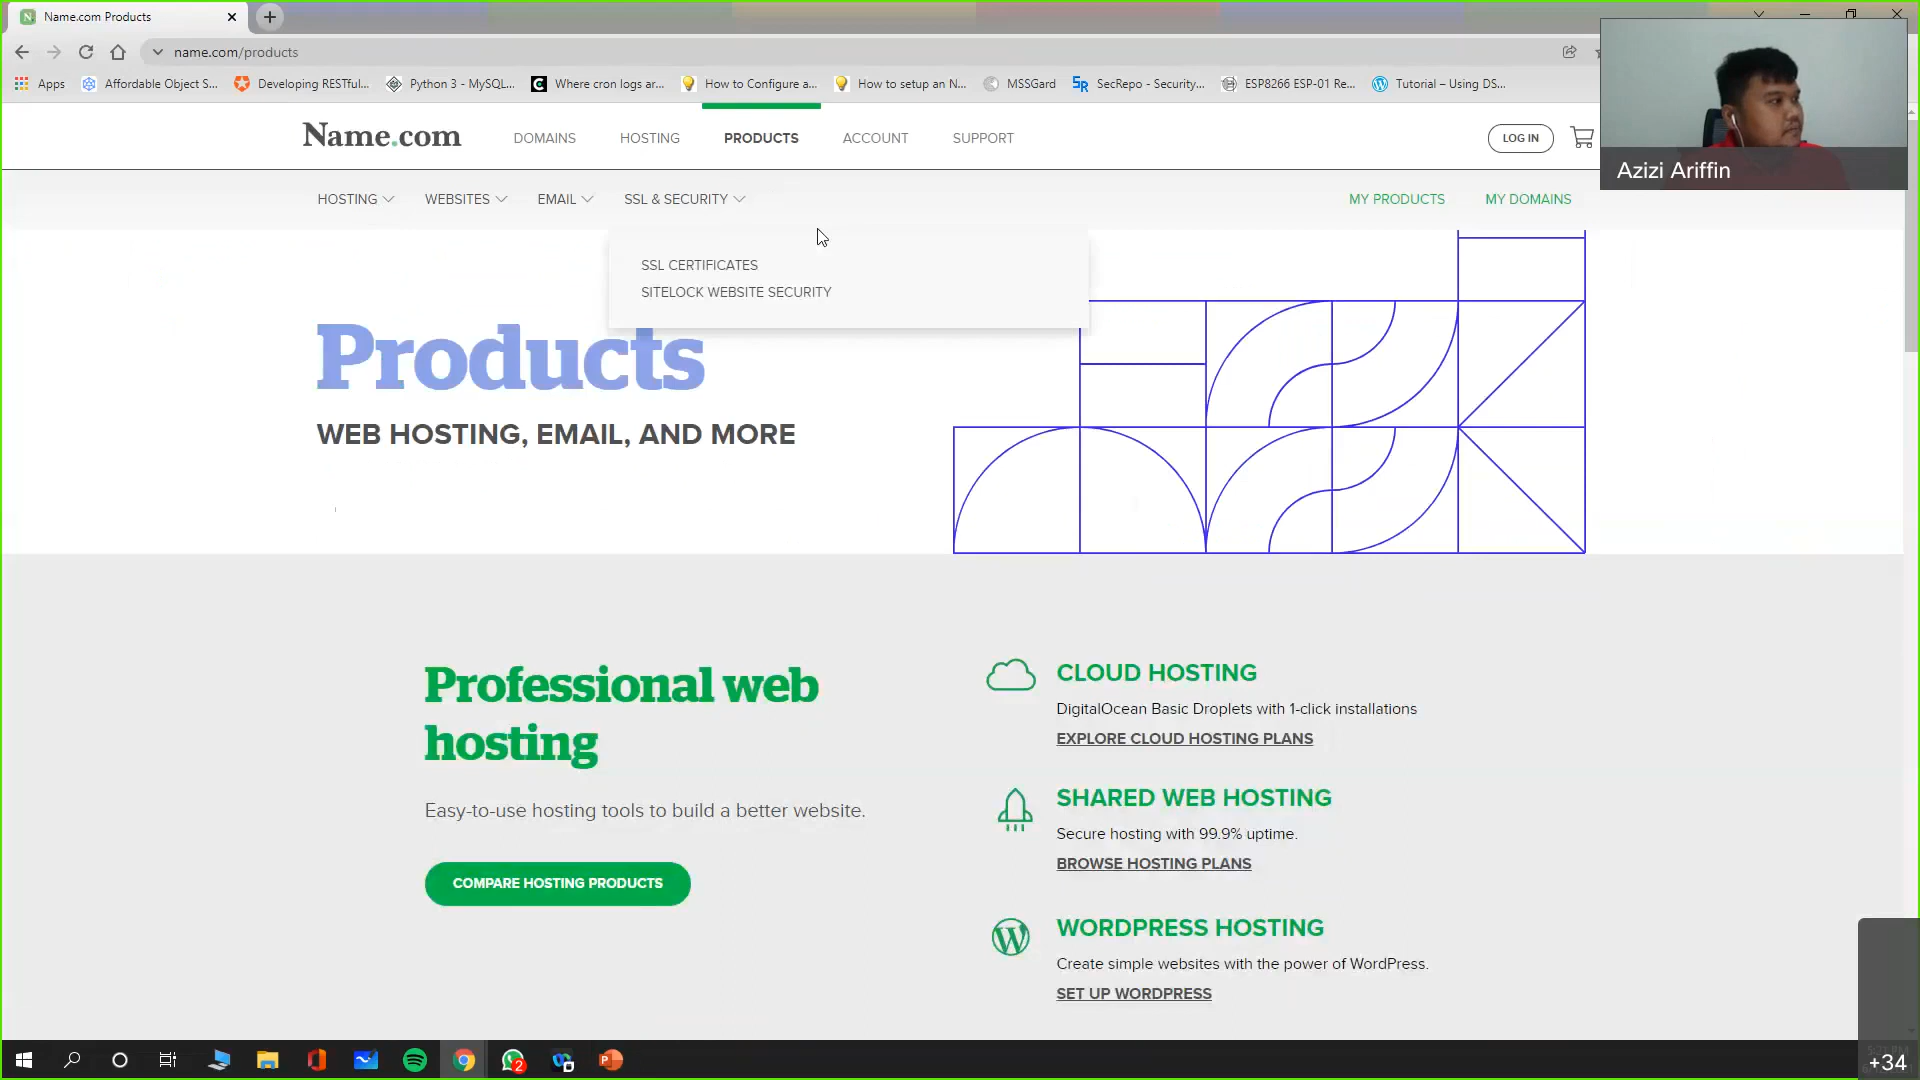 Name.com Products
name.com/products
Apps
Affordable Object S...
Developing RESTful...
Python 3 - MySQL...
Where cron logs ar...
How to Configure a...
How to setup an N...
MSSGard
SecRepo - Security...
ESP8266 ESP-01 Re...
Tutorial – Using DS...
Azizi Ariffin
Name.com
DOMAINS
HOSTING
PRODUCTS
ACCOUNT
SUPPORT
LOG IN
HOSTING
WEBSITES
EMAIL
SSL & SECURITY
MY PRODUCTS
MY DOMAINS
SSL CERTIFICATES
SITELOCK WEBSITE SECURITY
Products
WEB HOSTING, EMAIL, AND MORE
Professional web
hosting
Easy-to-use hosting tools to build a better website.
COMPARE HOSTING PRODUCTS
CLOUD HOSTING
DigitalOcean Basic Droplets with 1-click installations
EXPLORE CLOUD HOSTING PLANS
SHARED WEB HOSTING
Secure hosting with 99.9% uptime.
BROWSE HOSTING PLANS
WORDPRESS HOSTING
Create simple websites with the power of WordPress.
SET UP WORDPRESS
2
+34